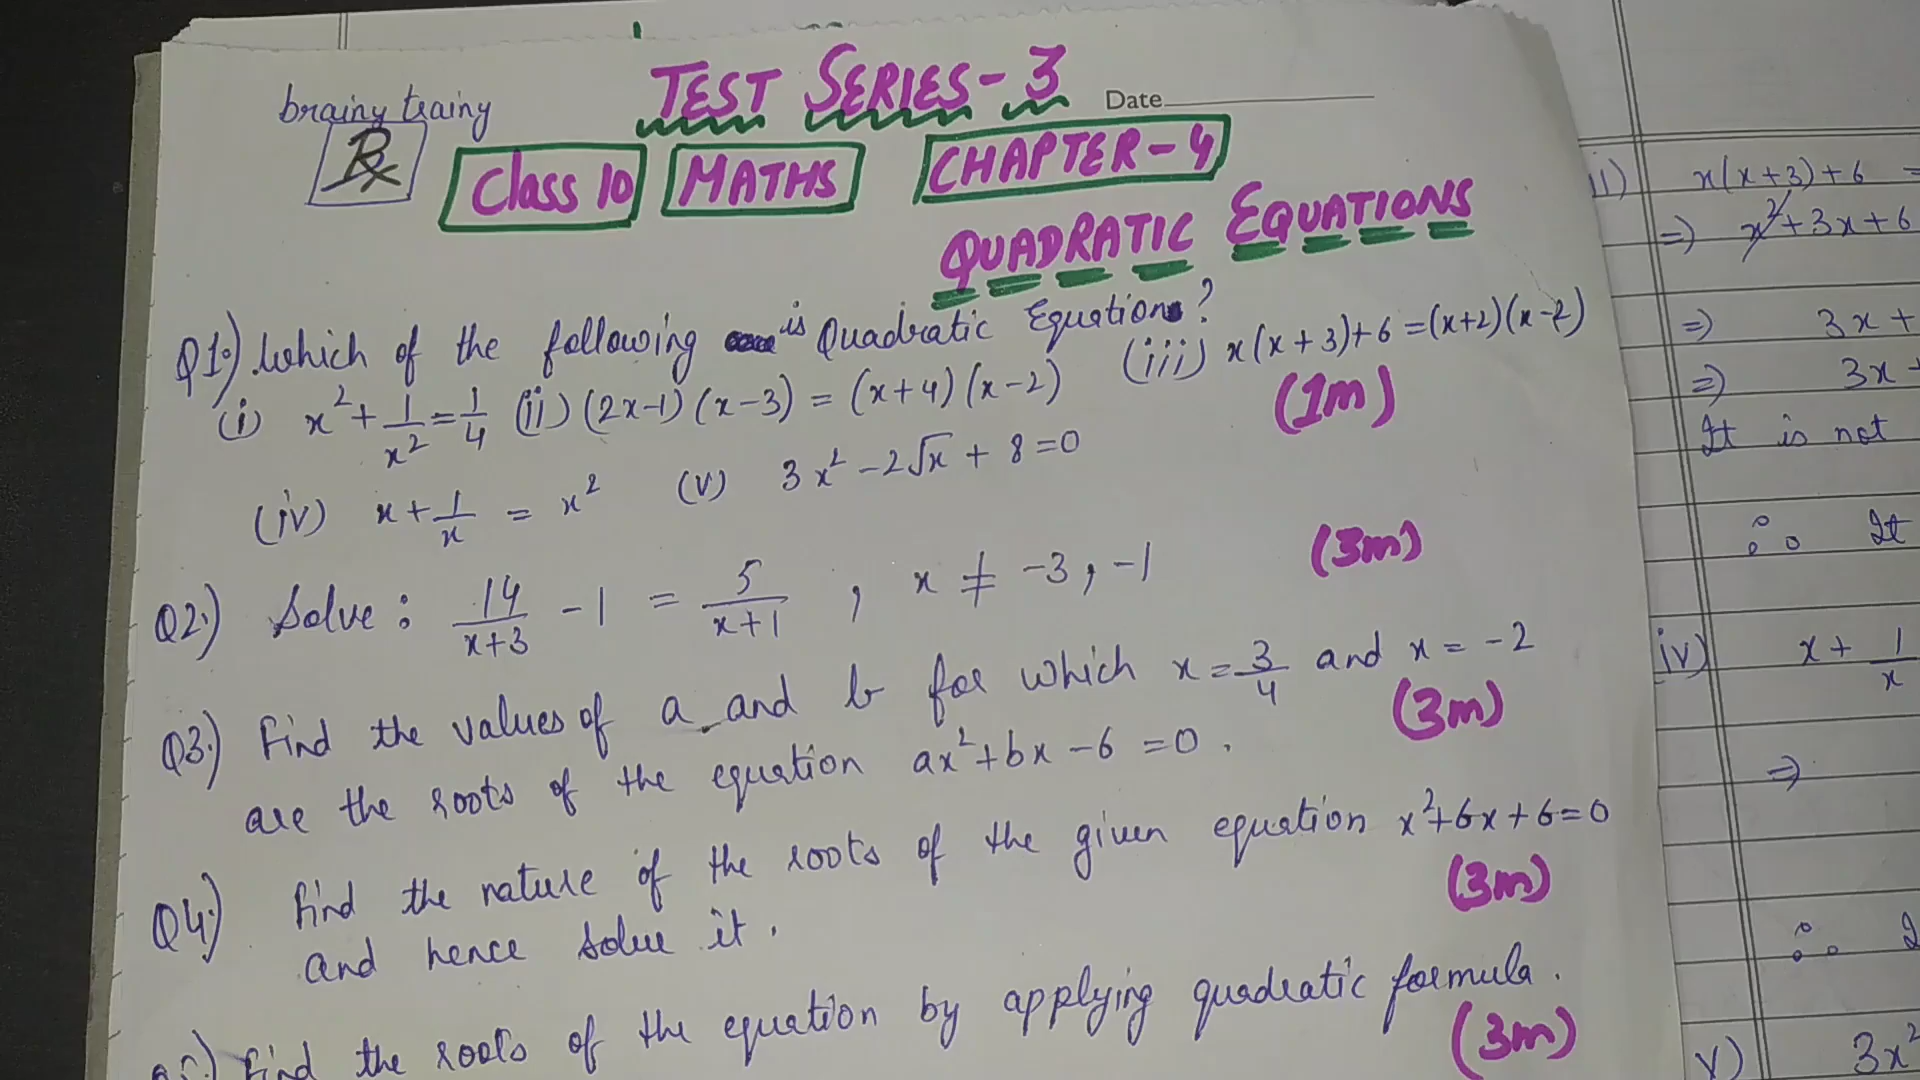 brainy trainy
TEST SERIES-3
Date
Rx
Class 10 MATHS CHAPTER-4
QUADRATIC EQUATIONS
Q1.) Which of the following is Quadratic Equation?
(i) x² + 1/x² = 1/4 (ii) (2x-1)(x-3) = (x+4)(x-2) (iii) x(x+3)+6 = (x+2)(x-2)
(1m)
(iv) x + 1/x = x² (v) 3x² - 2√x + 8 = 0
Q2.) Solve : 14/(x+3) - 1 = 5/(x+1) , x ≠ -3, -1 (3m)
Q3.) Find the values of a and b for which x = 3/4 and x = -2
are the roots of the equation ax² + bx - 6 = 0. (3m)
Q4.) Find the nature of the roots of the given equation x²+6x+6=0
and hence solve it. (3m)
Q5.) Find the roots of the equation by applying quadratic formula.
(3m)
ii) x(x+3)+6 =
=> x²+3x+6
=> 3x+
=> 3x+
It is not
∴ It
iv) x + 1/x
=>
∴
v) 3x²